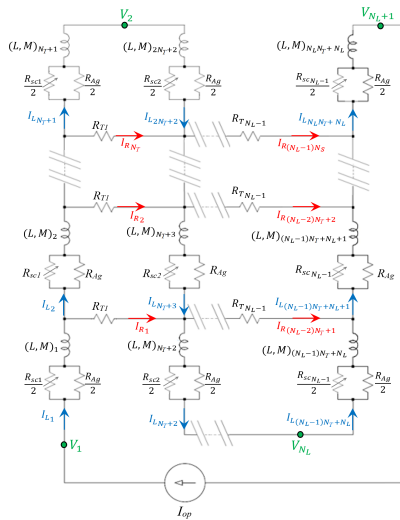 V_2 V_{N_L+1}
(L,M)_{N_T+1} (L,M)_{2N_T+2} (L,M)_{N_LN_T+N_L}
R_{sc1}/2 R_{Ag}/2 R_{sc2}/2 R_{Ag}/2 R_{sc_{N_L-1}}/2 R_{Ag}/2
I_{L_{N_T+1}} I_{L_{2N_T+2}} I_{L_{N_LN_T+N_L}}
R_{T1} R_{T_{N_L-1}}
I_{R_{N_T}} I_{R(N_L-1)N_S}
R_{T1} R_{T_{N_L-1}}
I_{R_2} I_{R(N_L-2)N_T+2}
(L,M)_2 (L,M)_{N_T+3} (L,M)_{(N_L-1)N_T+N_L+1}
R_{sc1} R_{Ag} R_{sc2} R_{Ag} R_{sc_{N_L-1}} R_{Ag}
I_{L_2} I_{L_{N_T+3}} I_{L(N_L-1)N_T+N_L+1}
R_{T1} R_{T_{N_L-1}}
I_{R_1} I_{R(N_L-2)N_T+1}
(L,M)_1 (L,M)_{N_T+2} (L,M)_{(N_L-1)N_T+N_L}
R_{sc1}/2 R_{Ag}/2 R_{sc2}/2 R_{Ag}/2 R_{sc_{N_L-1}}/2 R_{Ag}/2
I_{L_1} I_{L_{N_T+2}} I_{L(N_L-1)N_T+N_L}
V_1 V_{N_L}
I_{op}